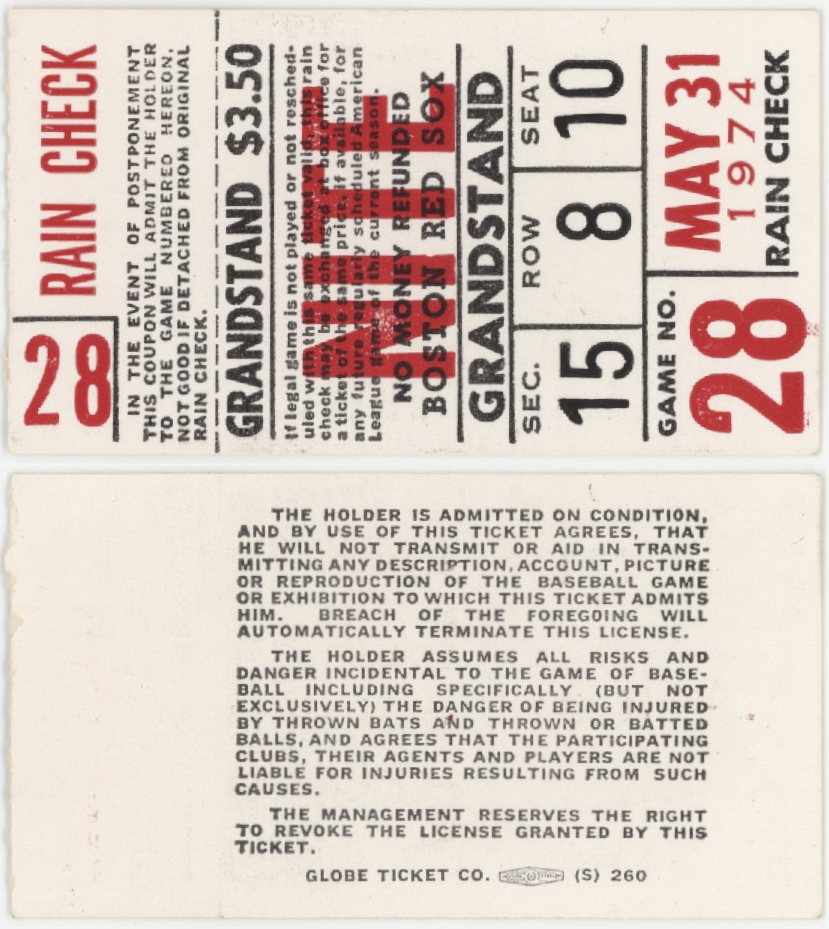 RAIN CHECK
28
IN THE EVENT OF POSTPONEMENT
THIS COUPON WILL ADMIT THE HOLDER
TO THE GAME NUMBERED HEREON.
NOT GOOD IF DETACHED FROM ORIGINAL
RAIN CHECK.
GRANDSTAND $3.50
If legal game is not played or not resched-
uled with this same ticket valid, this rain
check may be exchanged at box office for
a ticket of the same price, if available, for
any future regularly scheduled American
League game of the current season.
NITE
NO MONEY REFUNDED
BOSTON RED SOX
GRANDSTAND
SEC. ROW SEAT
15 8 10
GAME NO.
28
MAY 31
1974
RAIN CHECK
THE HOLDER IS ADMITTED ON CONDITION,
AND BY USE OF THIS TICKET AGREES, THAT
HE WILL NOT TRANSMIT OR AID IN TRANS-
MITTING ANY DESCRIPTION, ACCOUNT, PICTURE
OR REPRODUCTION OF THE BASEBALL GAME
OR EXHIBITION TO WHICH THIS TICKET ADMITS
HIM. BREACH OF THE FOREGOING WILL
AUTOMATICALLY TERMINATE THIS LICENSE.
THE HOLDER ASSUMES ALL RISKS AND
DANGER INCIDENTAL TO THE GAME OF BASE-
BALL INCLUDING SPECIFICALLY (BUT NOT
EXCLUSIVELY) THE DANGER OF BEING INJURED
BY THROWN BATS AND THROWN OR BATTED
BALLS, AND AGREES THAT THE PARTICIPATING
CLUBS, THEIR AGENTS AND PLAYERS ARE NOT
LIABLE FOR INJURIES RESULTING FROM SUCH
CAUSES.
THE MANAGEMENT RESERVES THE RIGHT
TO REVOKE THE LICENSE GRANTED BY THIS
TICKET.
GLOBE TICKET CO. (S) 260